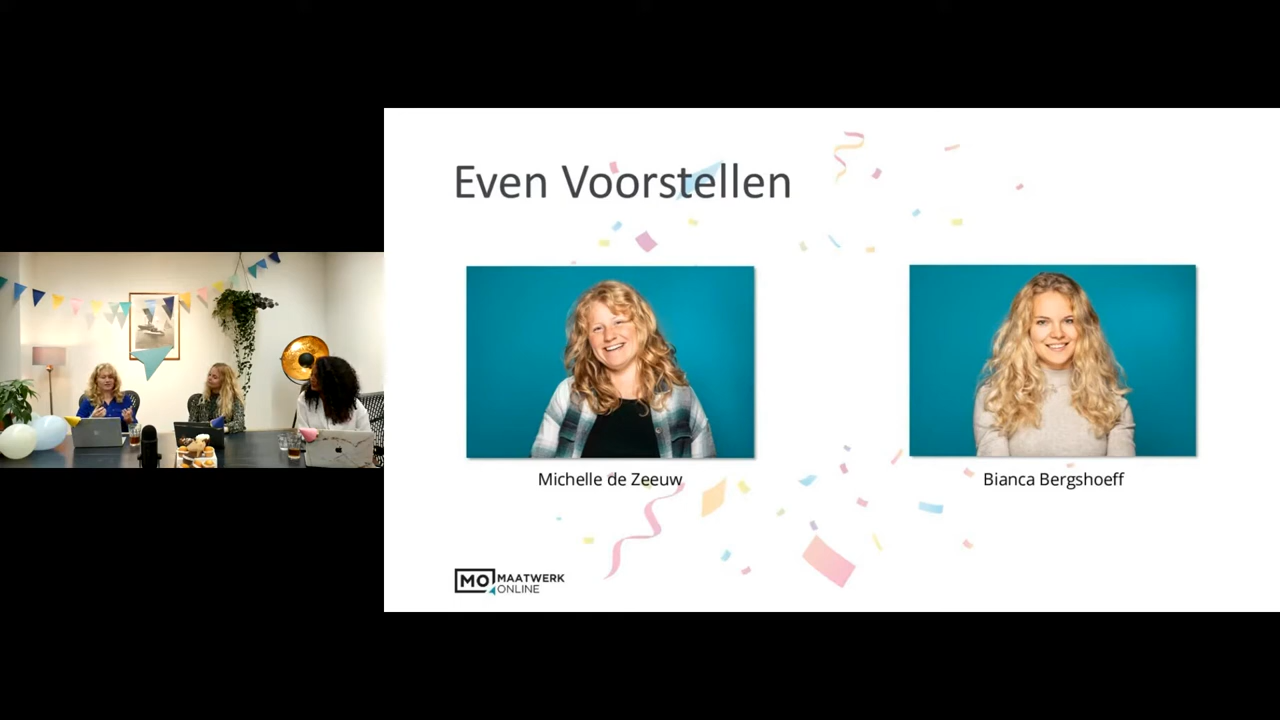 Even Voorstellen
Michelle de Zeeuw
Bianca Bergshoeff
MO MAATWERK
ONLINE